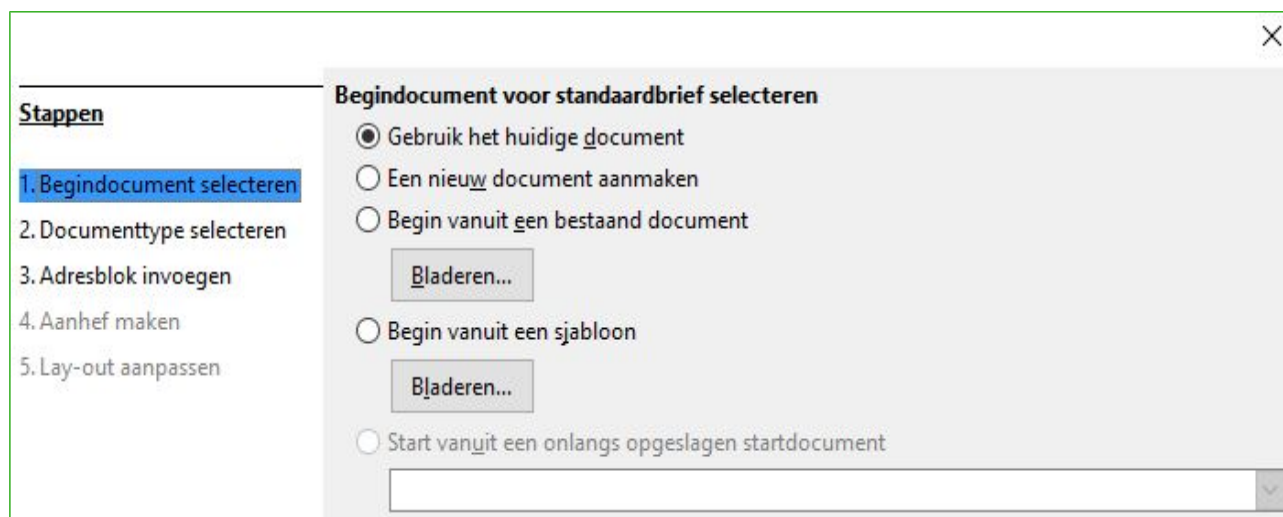 Stappen
1. Begindocument selecteren
2. Documenttype selecteren
3. Adresblok invoegen
4. Aanhef maken
5. Lay-out aanpassen
Begindocument voor standaardbrief selecteren
Gebruik het huidige document
Een nieuw document aanmaken
Begin vanuit een bestaand document
Bladeren...
Begin vanuit een sjabloon
Bladeren...
Start vanuit een onlangs opgeslagen startdocument